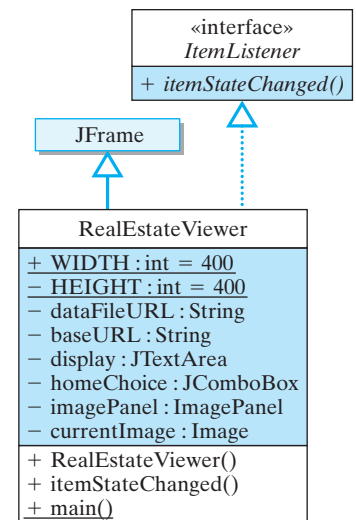 «interface»
ItemListener
+ itemStateChanged()
JFrame
RealEstateViewer
+ WIDTH : int = 400
− HEIGHT : int = 400
− dataFileURL : String
− baseURL : String
− display : JTextArea
− homeChoice : JComboBox
− imagePanel : ImagePanel
− currentImage : Image
+ RealEstateViewer()
+ itemStateChanged()
+ main()